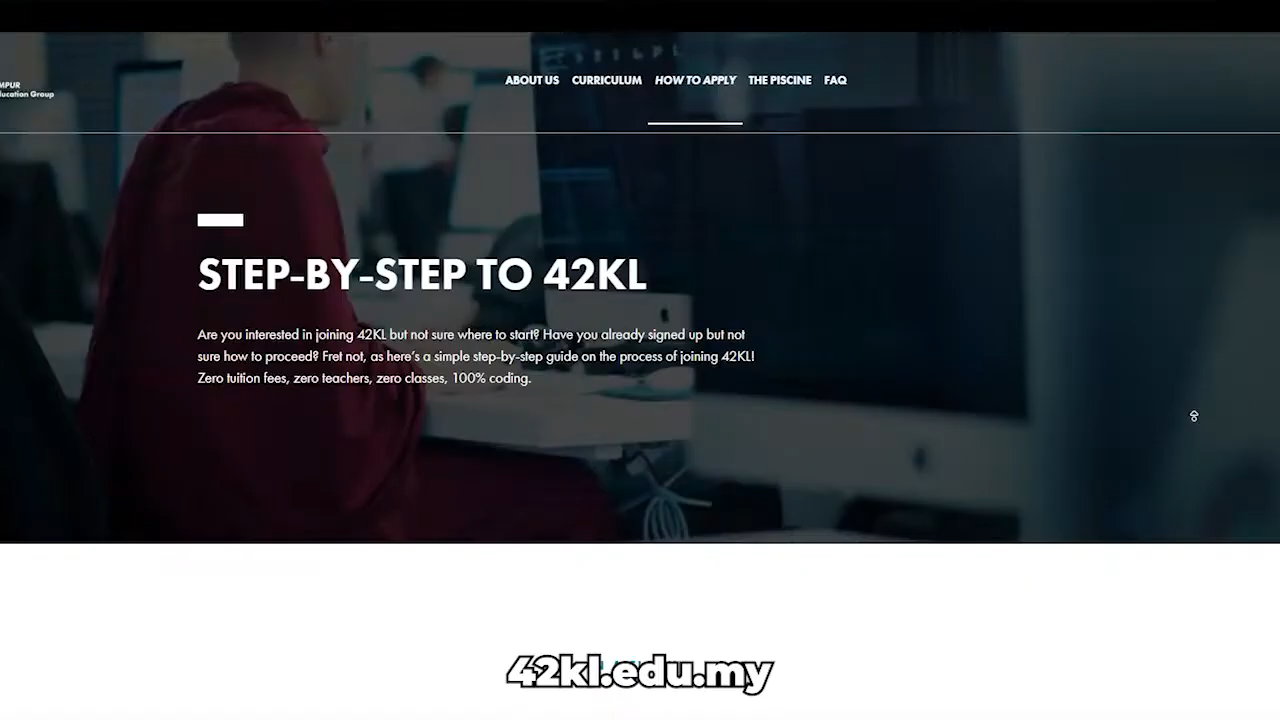 MPUR
ducation Group
ABOUT US CURRICULUM HOW TO APPLY THE PISCINE FAQ
STEP-BY-STEP TO 42KL
Are you interested in joining 42KL but not sure where to start? Have you already signed up but not
sure how to proceed? Fret not, as here's a simple step-by-step guide on the process of joining 42KL!
Zero tuition fees, zero teachers, zero classes, 100% coding.
42kl.edu.my